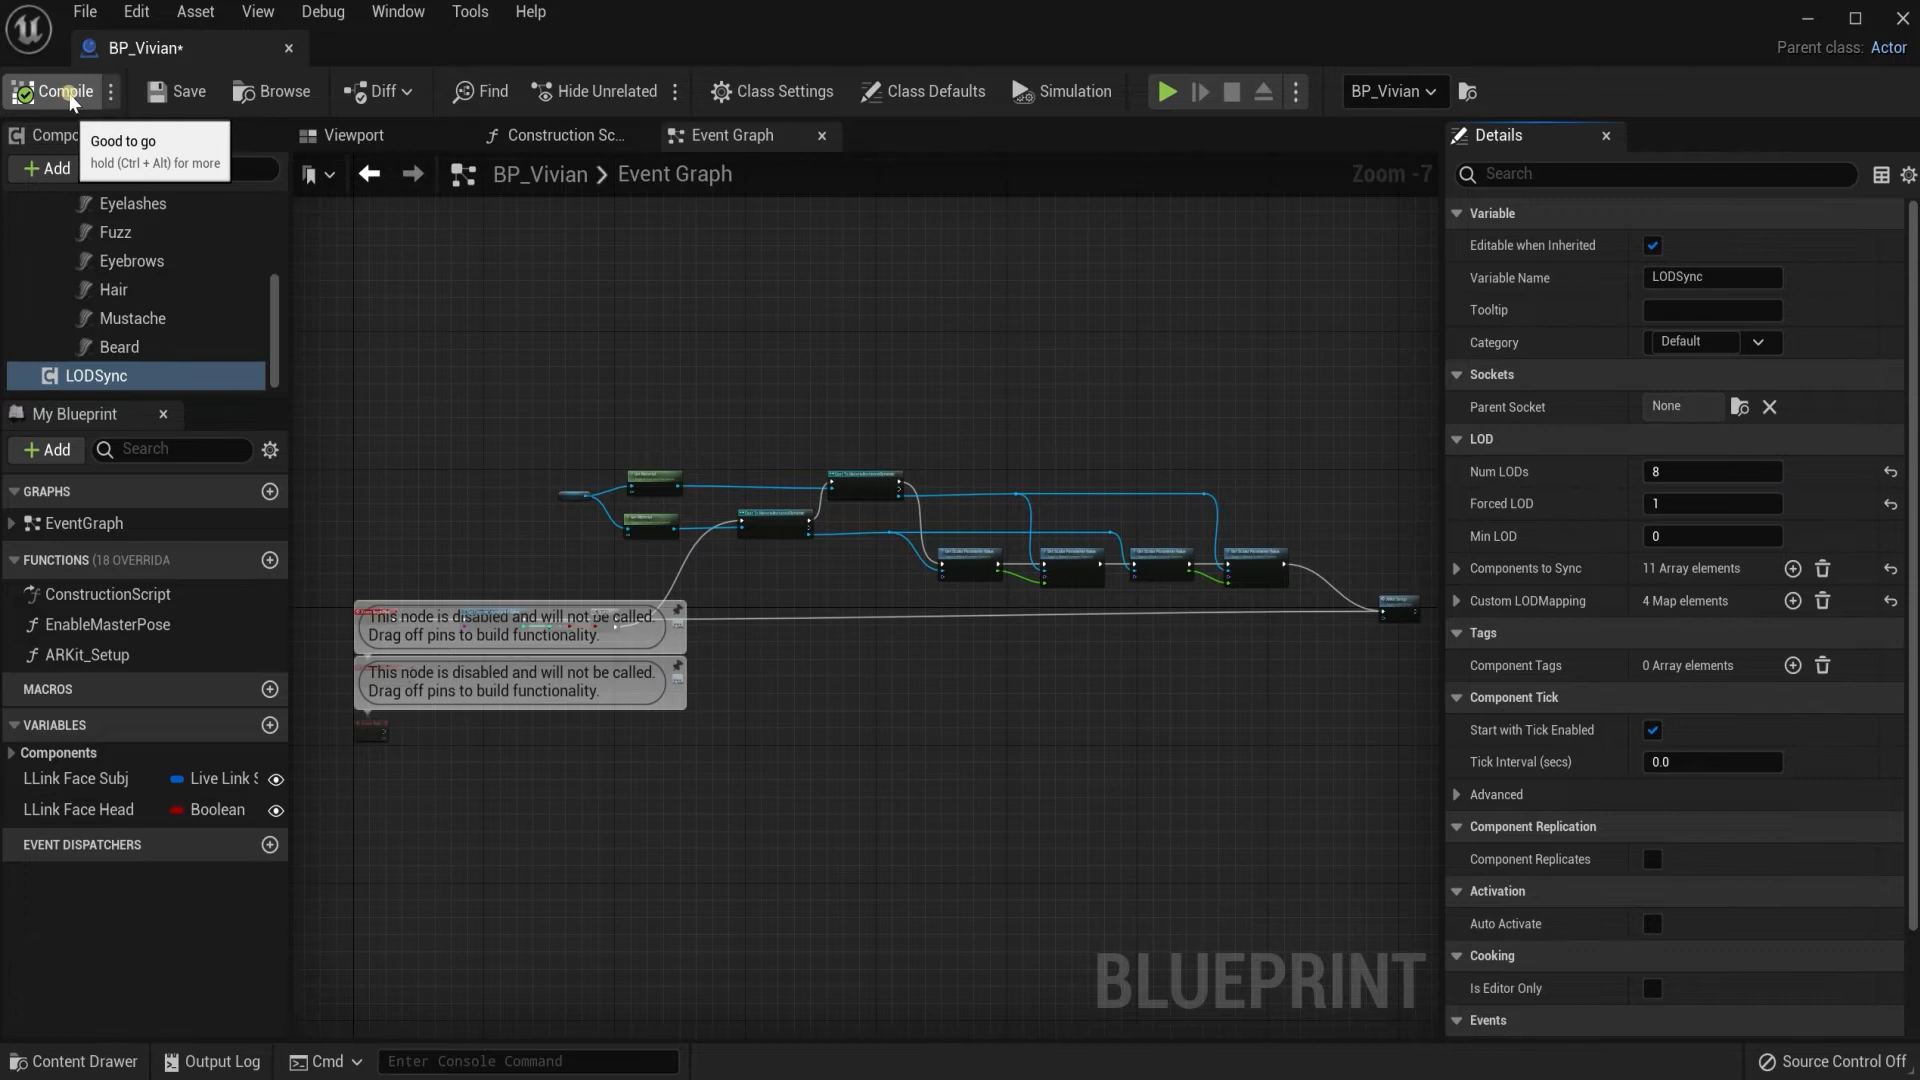 File Edit Asset View Debug Window Tools Help
BP_Vivian*
Parent class: Actor
Compile Save Browse Diff Find Hide Unrelated Class Settings Class Defaults Simulation BP_Vivian
Good to go
hold (Ctrl + Alt) for more
Compo
Viewport Construction Sc... Event Graph Details
Add
BP_Vivian > Event Graph Zoom -7
Search
Eyelashes
Fuzz
Eyebrows
Hair
Mustache
Beard
LODSync
My Blueprint
Add Search
GRAPHS
EventGraph
FUNCTIONS (18 OVERRIDA
ConstructionScript
EnableMasterPose
ARKit_Setup
MACROS
VARIABLES
Components
LLink Face Subj Live Link S
LLink Face Head Boolean
EVENT DISPATCHERS
This node is disabled and will not be called.
Drag off pins to build functionality.
This node is disabled and will not be called.
Drag off pins to build functionality.
BLUEPRINT
Variable
Editable when Inherited
Variable Name LODSync
Tooltip
Category Default
Sockets
Parent Socket None
LOD
Num LODs 8
Forced LOD 1
Min LOD 0
Components to Sync 11 Array elements
Custom LODMapping 4 Map elements
Tags
Component Tags 0 Array elements
Component Tick
Start with Tick Enabled
Tick Interval (secs) 0.0
Advanced
Component Replication
Component Replicates
Activation
Auto Activate
Cooking
Is Editor Only
Events
Content Drawer Output Log Cmd Enter Console Command Source Control Off